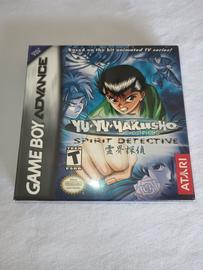 based on the hit animated TV series!
GAME BOY ADVANCE
YU YU HAKUSHO
SPIRIT DETECTIVE
霊界探偵
T
ATARI